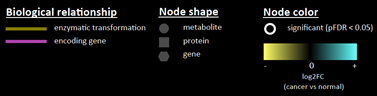 Biological relationship
enzymatic transformation
encoding gene
Node shape
metabolite
protein
gene
Node color
significant (pFDR < 0.05)
- 0 +
log2FC
(cancer vs normal)